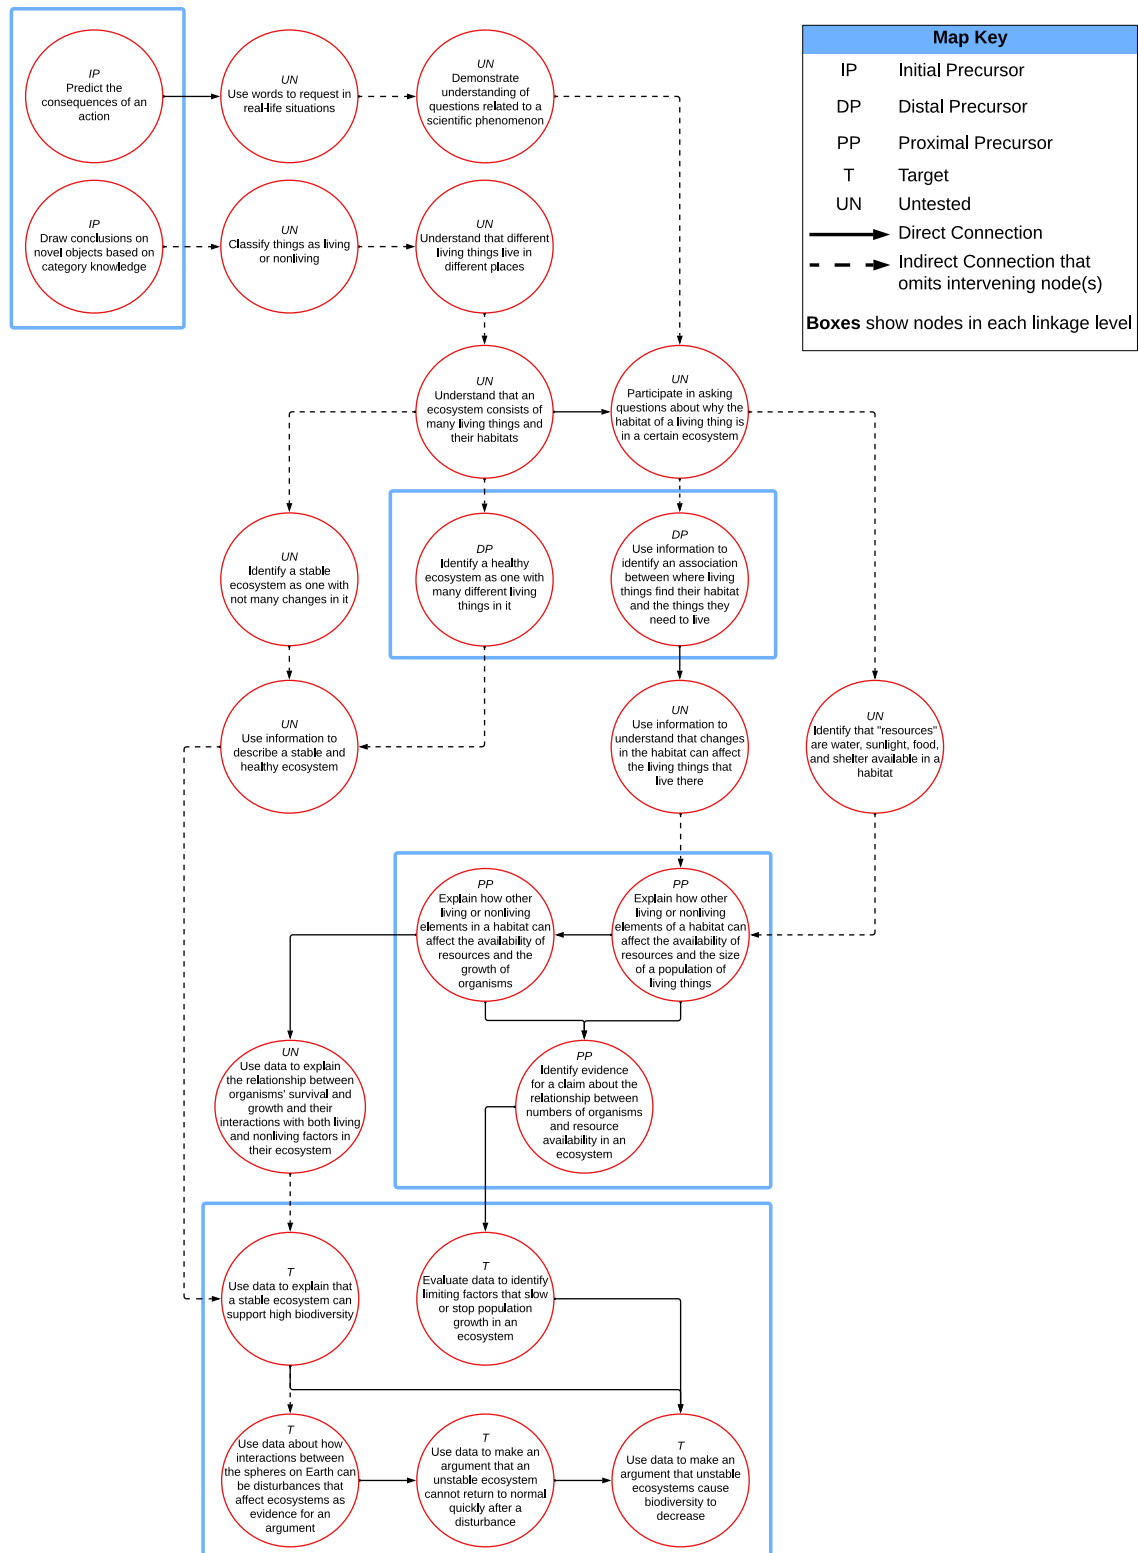 IP
Predict the
consequences of an
action
UN
Use words to request in
real-life situations
UN
Demonstrate
understanding of
questions related to a
scientific phenomenon
Map Key
IP Initial Precursor
DP Distal Precursor
PP Proximal Precursor
T Target
UN Untested
Direct Connection
Indirect Connection that
omits intervening node(s)
Boxes show nodes in each linkage level
IP
Draw conclusions on
novel objects based on
category knowledge
UN
Classify things as living
or nonliving
UN
Understand that different
living things live in
different places
UN
Understand that an
ecosystem consists of
many living things and
their habitats
UN
Participate in asking
questions about why the
habitat of a living thing is
in a certain ecosystem
UN
Identify a stable
ecosystem as one with
not many changes in it
DP
Identify a healthy
ecosystem as one with
many different living
things in it
DP
Use information to
identify an association
between where living
things find their habitat
and the things they
need to live
UN
Use information to
describe a stable and
healthy ecosystem
UN
Use information to
understand that changes
in the habitat can affect
the living things that
live there
UN
Identify that "resources"
are water, sunlight, food,
and shelter available in a
habitat
PP
Explain how other
living or nonliving
elements in a habitat can
affect the availability of
resources and the
growth of
organisms
PP
Explain how other
living or nonliving
elements of a habitat can
affect the availability of
resources and the size
of a population of
living things
UN
Use data to explain
the relationship between
organisms' survival and
growth and their
interactions with both living
and nonliving factors in
their ecosystem
PP
Identify evidence
for a claim about the
relationship between
numbers of organisms
and resource
availability in an
ecosystem
T
Use data to explain that
a stable ecosystem can
support high biodiversity
T
Evaluate data to identify
limiting factors that slow
or stop population
growth in an
ecosystem
T
Use data about how
interactions between
the spheres on Earth can
be disturbances that
affect ecosystems as
evidence for an
argument
T
Use data to make an
argument that an
unstable ecosystem
cannot return to normal
quickly after a
disturbance
T
Use data to make an
argument that unstable
ecosystems cause
biodiversity to
decrease